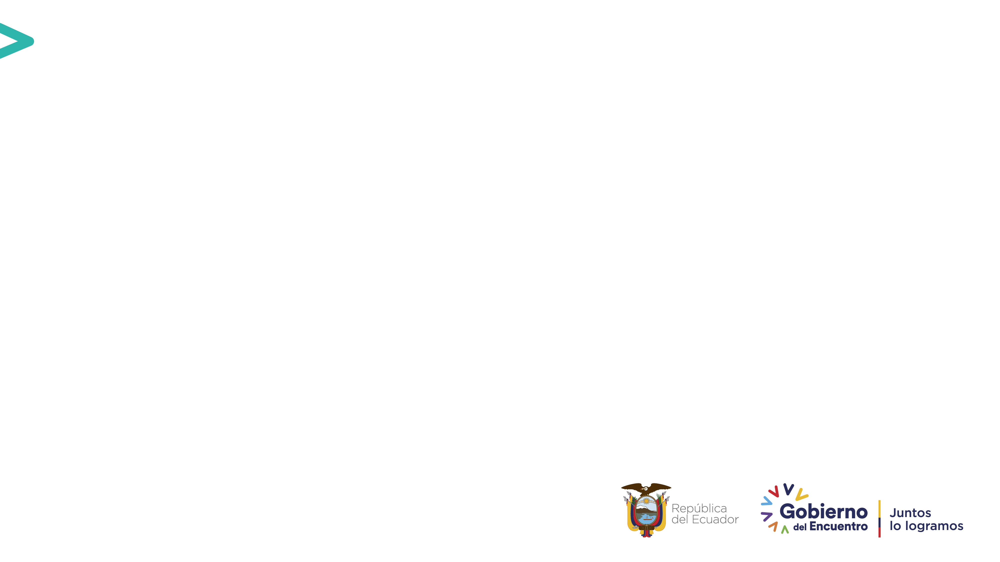 República
del Ecuador
Gobierno
del Encuentro
Juntos
lo logramos